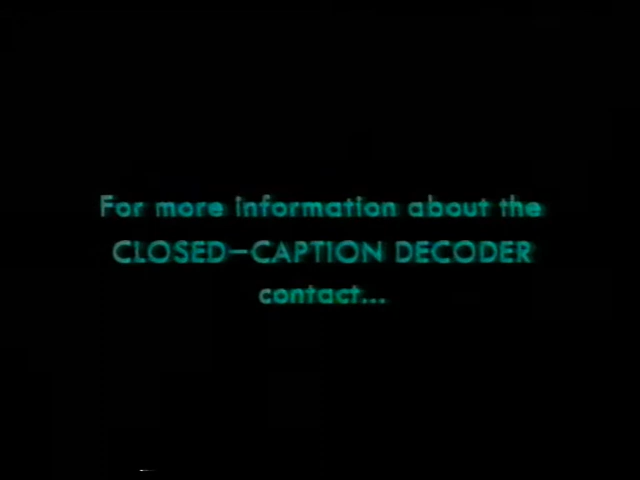 For more information about the
CLOSED-CAPTION DECODER
contact...